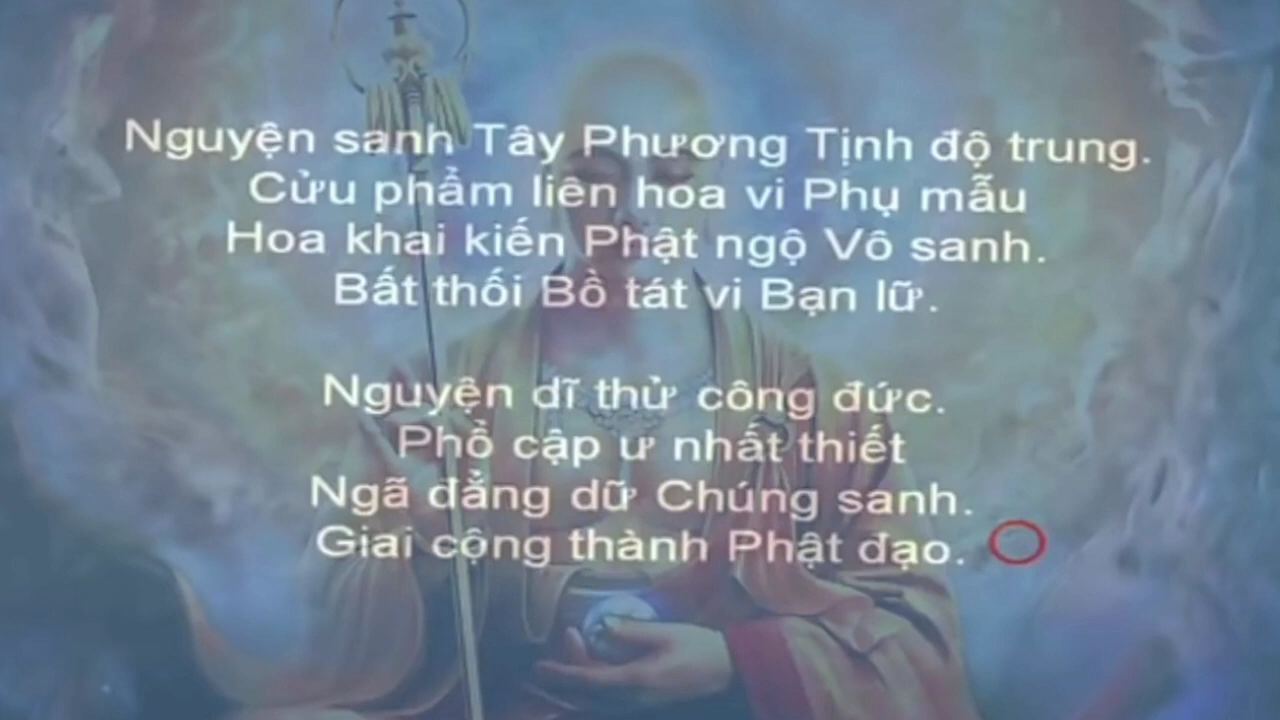 Nguyện sanh Tây Phương Tịnh độ trung.
Cửu phẩm liên hoa vi Phụ mẫu
Hoa khai kiến Phật ngộ Vô sanh.
Bất thối Bồ tát vi Bạn lữ.
Nguyện dĩ thử công đức.
Phổ cập ư nhất thiết
Ngã đẳng dữ Chúng sanh.
Giai cộng thành Phật đạo.